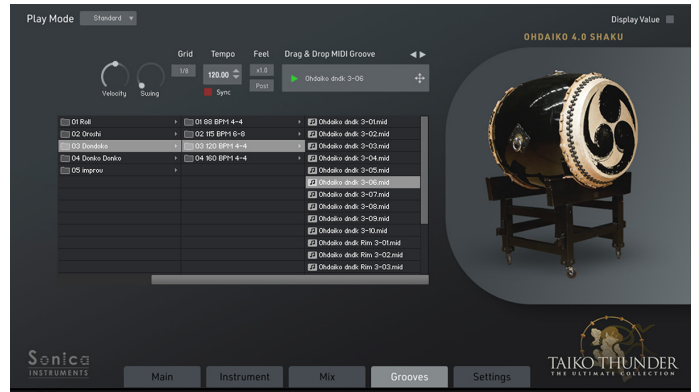 Play Mode Standard Display Value
OHDAIKO 4.0 SHAKU
Grid Tempo Feel Drag & Drop MIDI Groove
1/8 120.00 x1.0 Ohdaiko dndk 3-06
Velocity Swing Sync Post
01 Roll 01 88 BPM 4-4 Ohdaiko dndk 3-01.mid
02 Oroshi 02 115 BPM 6-8 Ohdaiko dndk 3-02.mid
03 Dondoko 03 120 BPM 4-4 Ohdaiko dndk 3-03.mid
04 Donko Donko 04 160 BPM 4-4 Ohdaiko dndk 3-04.mid
05 improv Ohdaiko dndk 3-05.mid
Ohdaiko dndk 3-06.mid
Ohdaiko dndk 3-07.mid
Ohdaiko dndk 3-08.mid
Ohdaiko dndk 3-09.mid
Ohdaiko dndk 3-10.mid
Ohdaiko dndk Rim 3-01.mid
Ohdaiko dndk Rim 3-02.mid
Ohdaiko dndk Rim 3-03.mid
Sonica
INSTRUMENTS
TAIKO THUNDER
THE ULTIMATE COLLECTION
Main Instrument Mix Grooves Settings